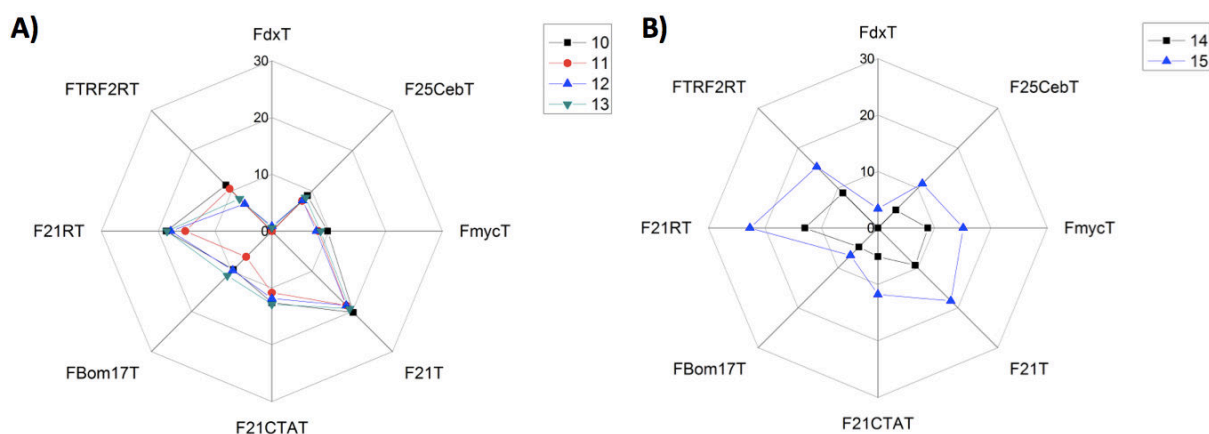 A)
FdxT
30
20
10
0
F25CebT
FmycT
F21T
F21CTAT
FBom17T
F21RT
FTRF2RT
10
11
12
13
B)
FdxT
30
20
10
0
F25CebT
FmycT
F21T
F21CTAT
FBom17T
F21RT
FTRF2RT
14
15